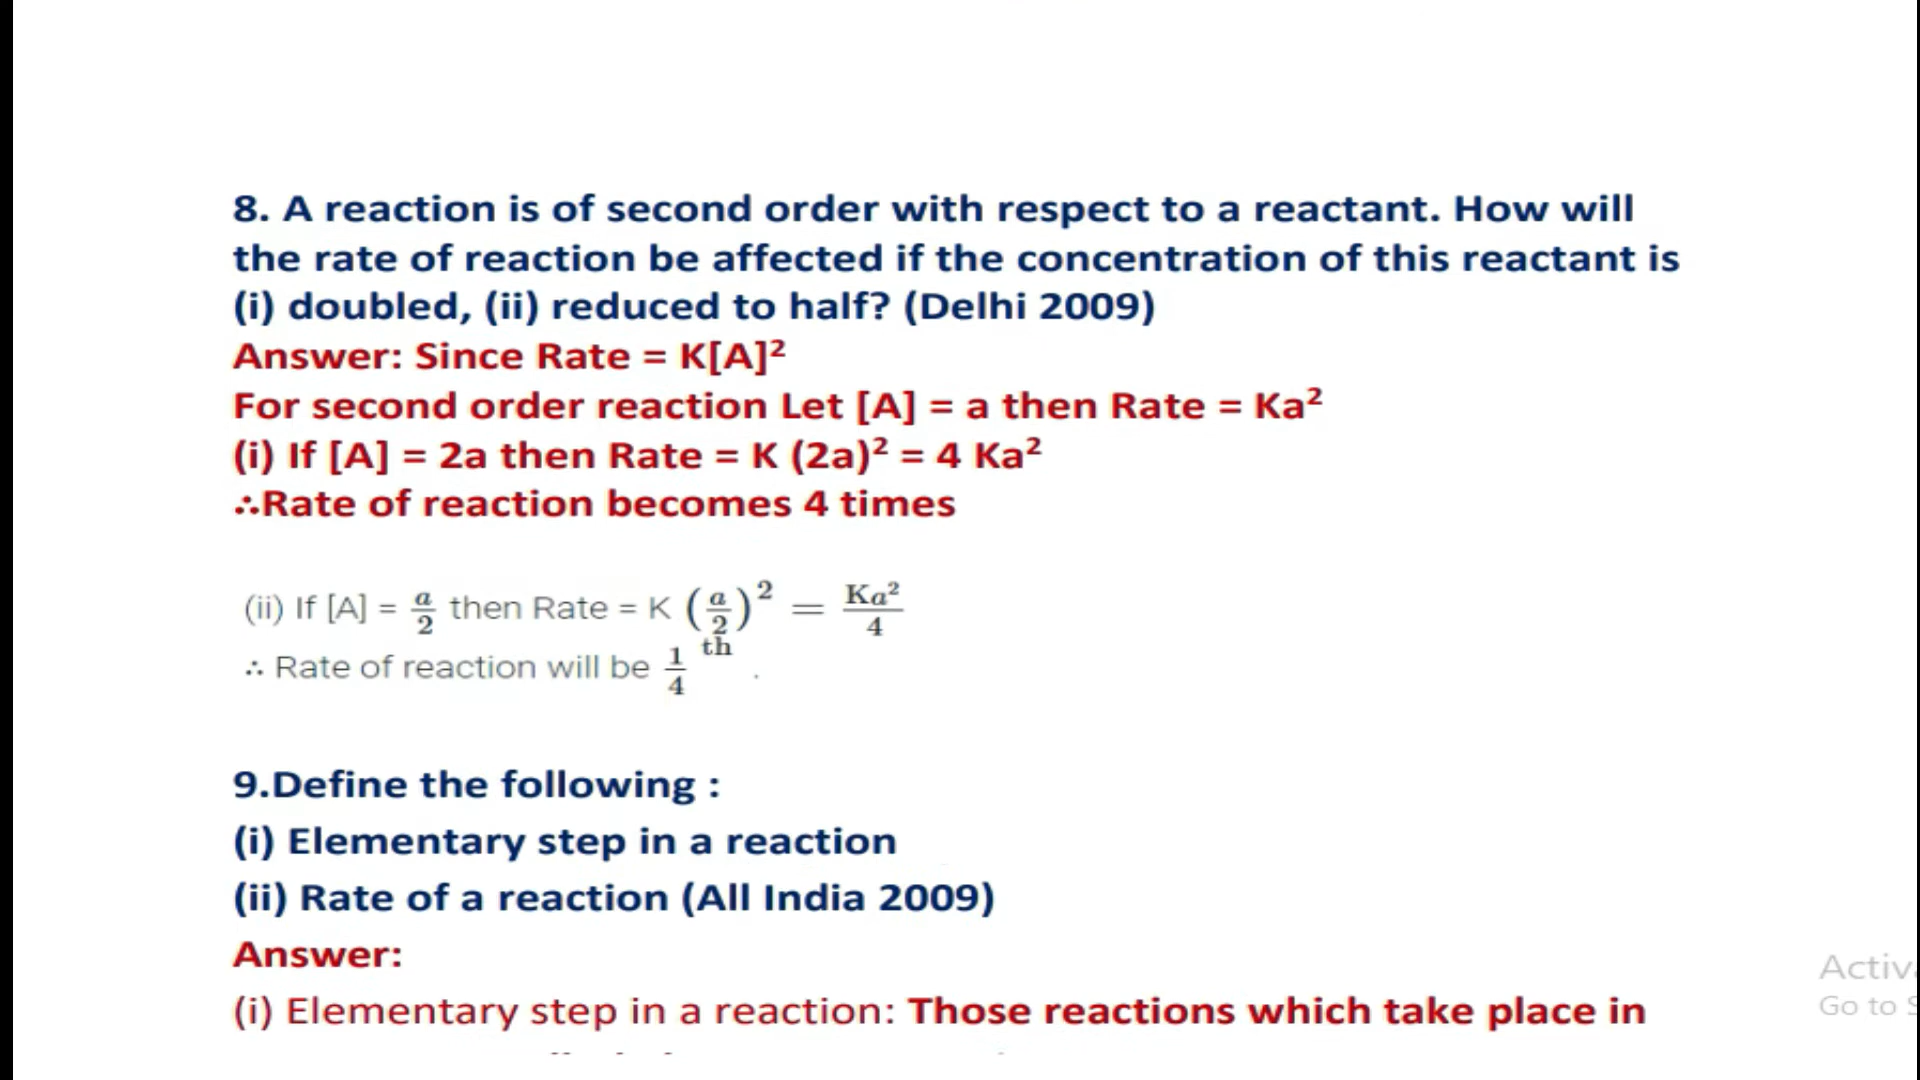 8. A reaction is of second order with respect to a reactant. How will
the rate of reaction be affected if the concentration of this reactant is
(i) doubled, (ii) reduced to half? (Delhi 2009)
Answer: Since Rate = K[A]²
For second order reaction Let [A] = a then Rate = Ka²
(i) If [A] = 2a then Rate = K (2a)² = 4 Ka²
∴Rate of reaction becomes 4 times
(ii) If [A] = a/2 then Rate = K (a/2)² = Ka²/4
∴ Rate of reaction will be 1/4 th .
9.Define the following :
(i) Elementary step in a reaction
(ii) Rate of a reaction (All India 2009)
Answer:
(i) Elementary step in a reaction: Those reactions which take place in
Activ
Go to S